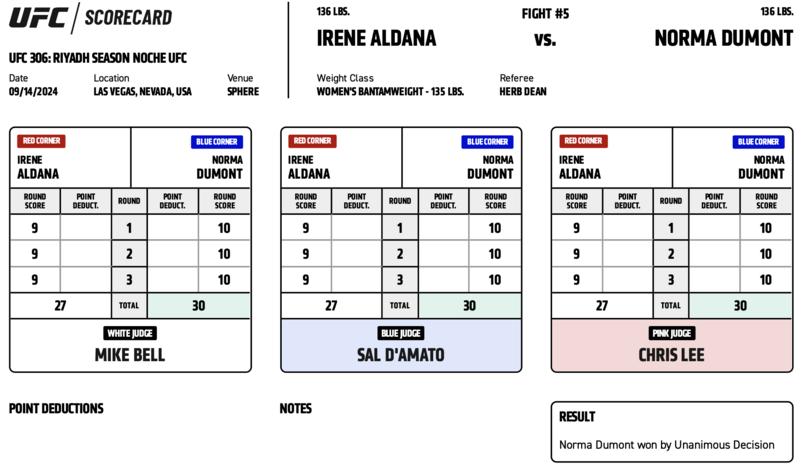 UFC / SCORECARD
UFC 306: RIYADH SEASON NOCHE UFC
Date Location Venue
09/14/2024 LAS VEGAS, NEVADA, USA SPHERE
136 LBS. FIGHT #5 136 LBS.
IRENE ALDANA vs. NORMA DUMONT
Weight Class Referee
WOMEN'S BANTAMWEIGHT - 135 LBS. HERB DEAN
RED CORNER BLUE CORNER
IRENE NORMA
ALDANA DUMONT
ROUND POINT ROUND POINT ROUND
SCORE DEDUCT. DEDUCT. SCORE
9 1 10
9 2 10
9 3 10
27 TOTAL 30
WHITE JUDGE
MIKE BELL
RED CORNER BLUE CORNER
IRENE NORMA
ALDANA DUMONT
ROUND POINT ROUND POINT ROUND
SCORE DEDUCT. DEDUCT. SCORE
9 1 10
9 2 10
9 3 10
27 TOTAL 30
BLUE JUDGE
SAL D'AMATO
RED CORNER BLUE CORNER
IRENE NORMA
ALDANA DUMONT
ROUND POINT ROUND POINT ROUND
SCORE DEDUCT. DEDUCT. SCORE
9 1 10
9 2 10
9 3 10
27 TOTAL 30
PINK JUDGE
CHRIS LEE
POINT DEDUCTIONS
NOTES
RESULT
Norma Dumont won by Unanimous Decision